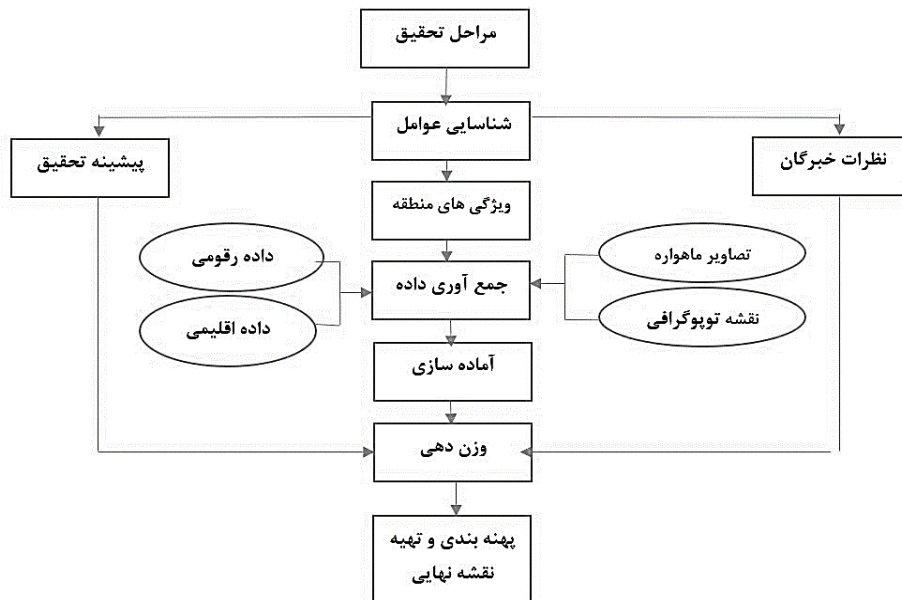 مراحل تحقیق
شناسایی عوامل
نظرات خبرگان
پیشینه تحقیق
ویژگی های منطقه
تصاویر ماهواره
داده رقومی
جمع آوری داده
نقشه توپوگرافی
داده اقلیمی
آماده سازی
وزن دهی
پهنه بندی و تهیه
نقشه نهایی